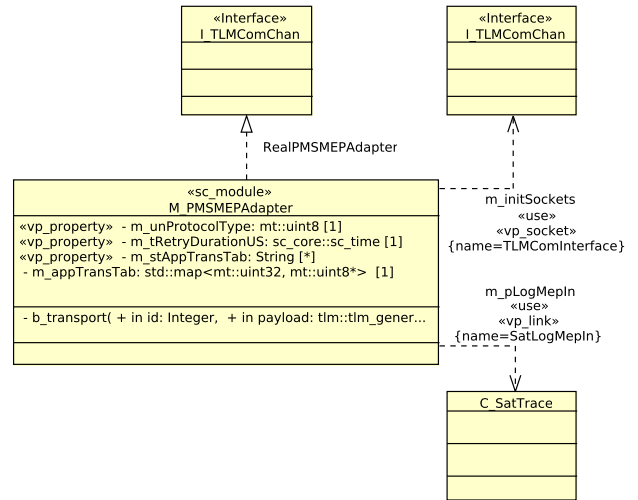 «Interface»
I_TLMComChan
«Interface»
I_TLMComChan
RealPMSMEPAdapter
«sc_module»
M_PMSMEPAdapter
«vp_property»  - m_unProtocolType: mt::uint8 [1]
«vp_property»  - m_tRetryDurationUS: sc_core::sc_time [1]
«vp_property»  - m_stAppTransTab: String [*]
- m_appTransTab: std::map<mt::uint32, mt::uint8*>  [1]
- b_transport( + in id: Integer,  + in payload: tlm::tlm_gener...
m_initSockets
«use»
«vp_socket»
{name=TLMComInterface}
m_pLogMepIn
«use»
«vp_link»
{name=SatLogMepIn}
C_SatTrace